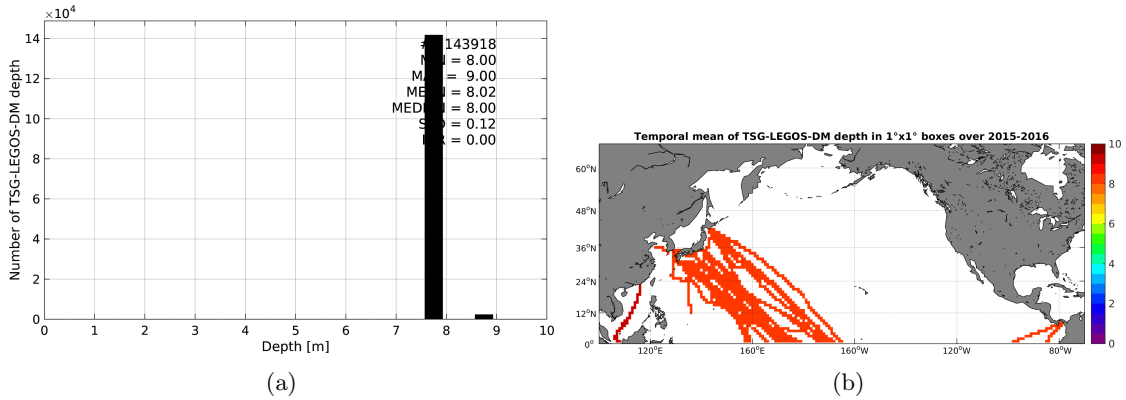 ×10⁴
14
12
10
8
6
4
2
0
Number of TSG-LEGOS-DM depth
143918
= 8.00
= 9.00
= 8.02
= 8.00
= 0.12
= 0.00
0 1 2 3 4 5 6 7 8 9 10
Depth [m]
(a)
Temporal mean of TSG-LEGOS-DM depth in 1°x1° boxes over 2015-2016
60°N
48°N
36°N
24°N
12°N
0°
120°E 160°E 160°W 120°W 80°W
10
8
6
4
2
0
(b)